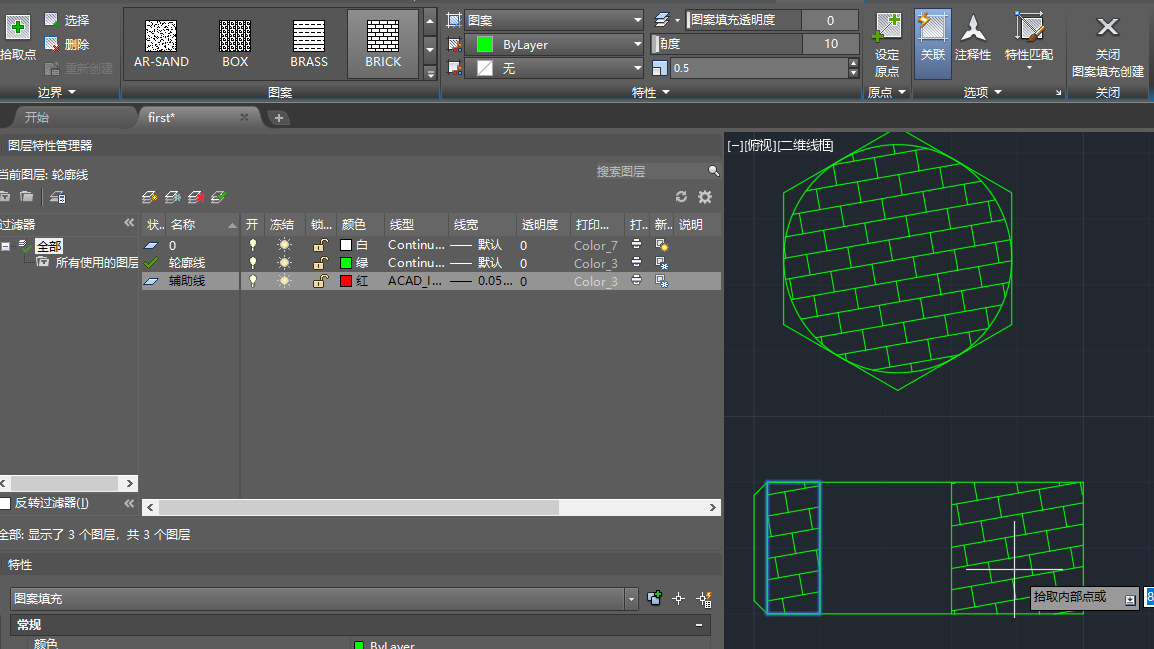 选择
图案
图案填充透明度
0
ByLayer
角度
10
删除
拾取点
重新创建
AR-SAND
BOX
BRASS
BRICK
无
0.5
设定
原点
关联
注释性
特性匹配
关闭
图案填充创建
边界
图案
特性
原点
选项
关闭
开始
first*
图层特性管理器
当前图层: 轮廓线
搜索图层
过滤器
状..
名称
开
冻结
锁...
颜色
线型
线宽
透明度
打印...
打..
新..
说明
全部
所有使用的图层
0
白
Continu...
默认
0
Color_7
轮廓线
绿
Continu...
默认
0
Color_3
辅助线
红
ACAD_I...
0.05...
0
Color_3
反转过滤器(I)
全部: 显示了 3 个图层，共 3 个图层
特性
图案填充
常规
颜色
ByLayer
[−][俯视][二维线框]
拾取内部点或
8